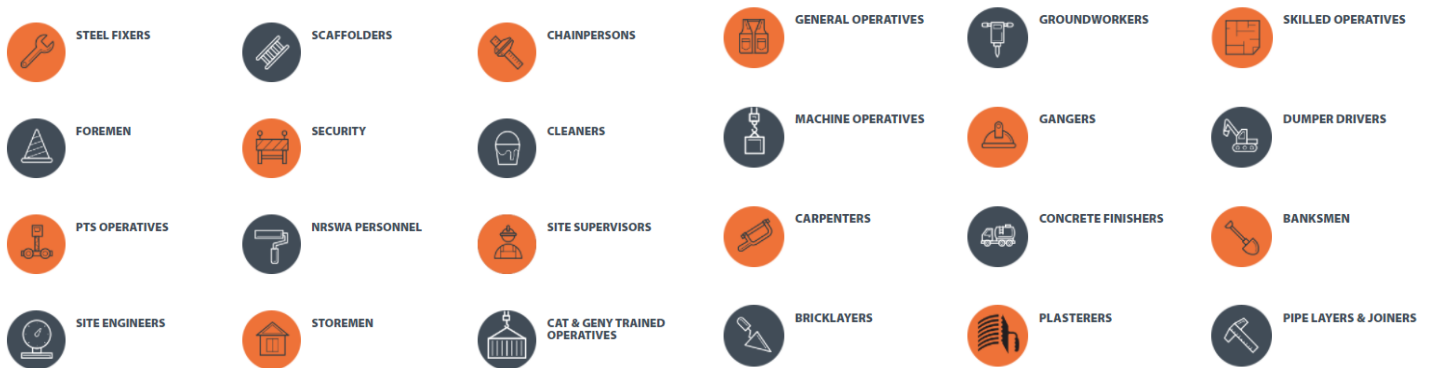 STEEL FIXERS
SCAFFOLDERS
CHAINPERSONS
GENERAL OPERATIVES
GROUNDWORKERS
SKILLED OPERATIVES
FOREMEN
SECURITY
CLEANERS
MACHINE OPERATIVES
GANGERS
DUMPER DRIVERS
PTS OPERATIVES
NRSWA PERSONNEL
SITE SUPERVISORS
CARPENTERS
CONCRETE FINISHERS
BANKSMEN
SITE ENGINEERS
STOREMEN
CAT & GENY TRAINED
OPERATIVES
BRICKLAYERS
PLASTERERS
PIPE LAYERS & JOINERS